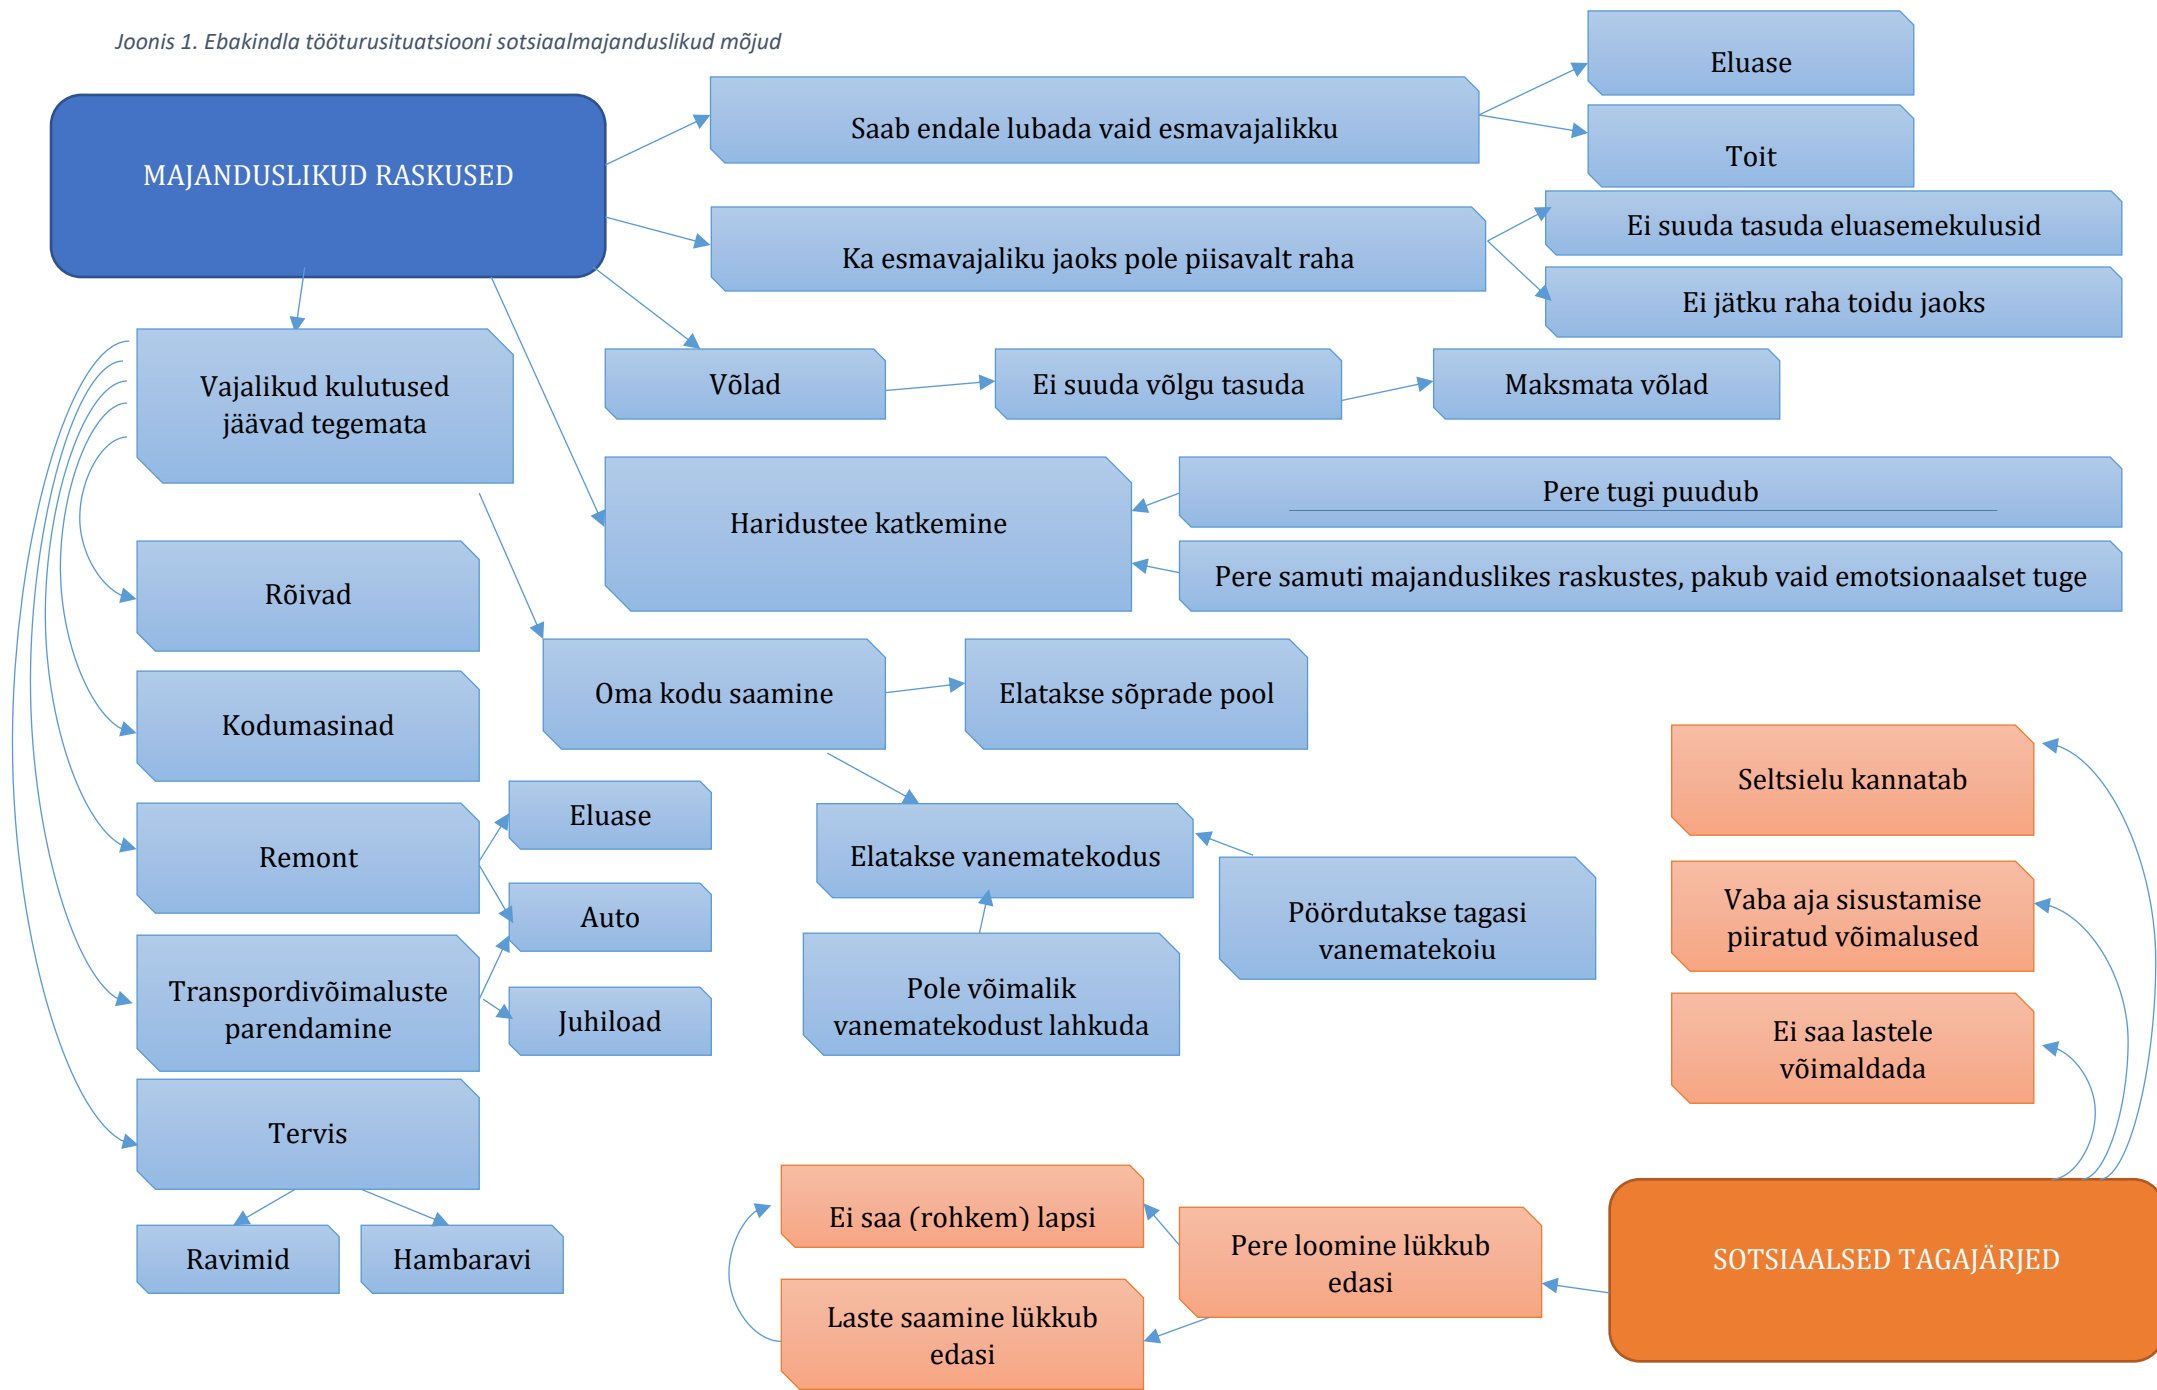 Joonis 1. Ebakindla tööturusituatsiooni sotsiaalmajanduslikud mõjud
MAJANDUSLIKUD RASKUSED
Saab endale lubada vaid esmavajalikku
Eluase
Toit
Ka esmavajaliku jaoks pole piisavalt raha
Ei suuda tasuda eluasemekulusid
Ei jätku raha toidu jaoks
Vajalikud kulutused
jäävad tegemata
Võlad
Ei suuda võlgu tasuda
Maksmata võlad
Haridustee katkemine
Pere tugi puudub
Pere samuti majanduslikes raskustes, pakub vaid emotsionaalset tuge
Rõivad
Kodumasinad
Remont
Eluase
Auto
Transpordivõimaluste
parendamine
Juhiload
Tervis
Ravimid
Hambaravi
Oma kodu saamine
Elatakse sõprade pool
Elatakse vanematekodus
Pöördutakse tagasi
vanematekoju
Pole võimalik
vanematekodust lahkuda
Seltsielu kannatab
Vaba aja sisustamise
piiratud võimalused
Ei saa lastele
võimaldada
Ei saa (rohkem) lapsi
Pere loomine lükkub
edasi
Laste saamine lükkub
edasi
SOTSIAALSED TAGAJÄRJED